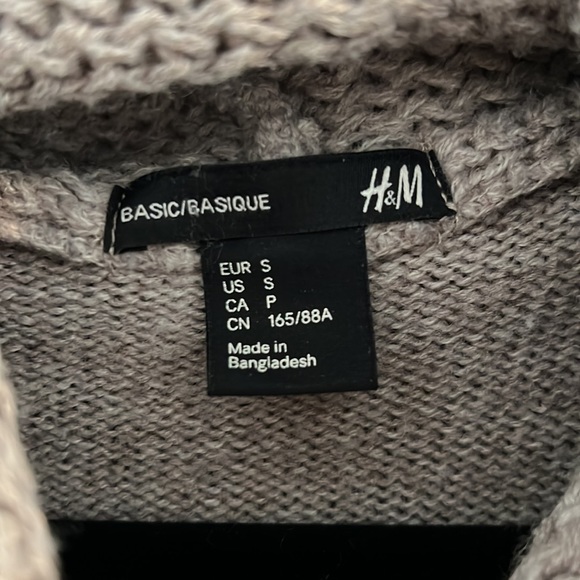 BASIC/BASIQUE H&M
EUR S
US S
CA P
CN 165/88A
Made in
Bangladesh